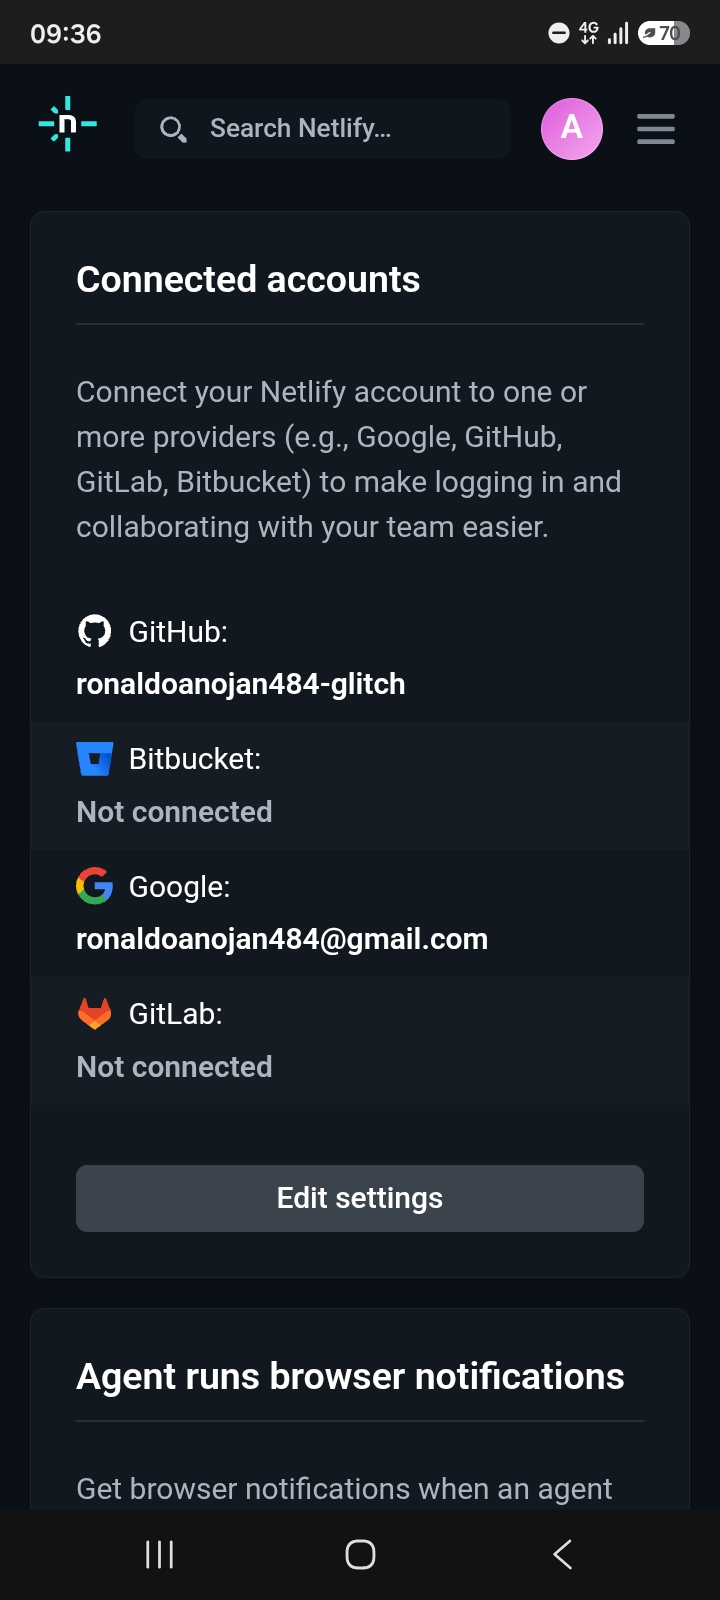 09:36
4G
70
n
Search Netlify...
A
Connected accounts
Connect your Netlify account to one or
more providers (e.g., Google, GitHub,
GitLab, Bitbucket) to make logging in and
collaborating with your team easier.
GitHub:
ronaldoanojan484-glitch
Bitbucket:
Not connected
Google:
ronaldoanojan484@gmail.com
GitLab:
Not connected
Edit settings
Agent runs browser notifications
Get browser notifications when an agent